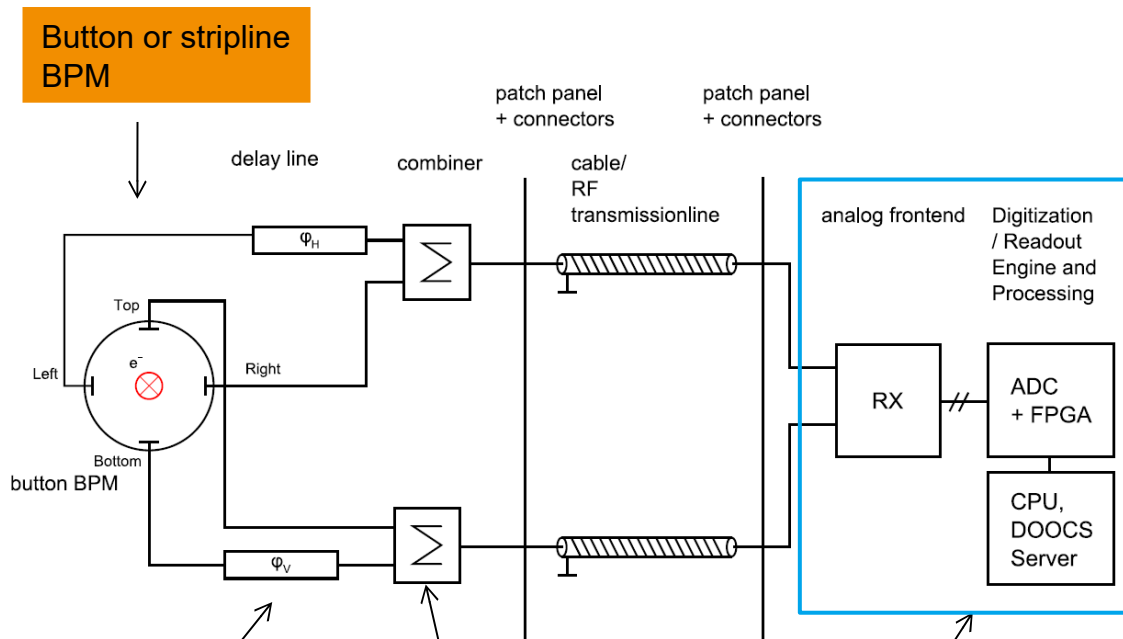 Button or stripline
BPM
patch panel
+ connectors
patch panel
+ connectors
delay line
combiner
cable/
RF
transmissionline
analog frontend
Digitization
/ Readout
Engine and
Processing
φH
Σ
Top
e⁻
Left
Right
Bottom
button BPM
RX
ADC
+ FPGA
CPU,
DOOCS
Server
Σ
φV